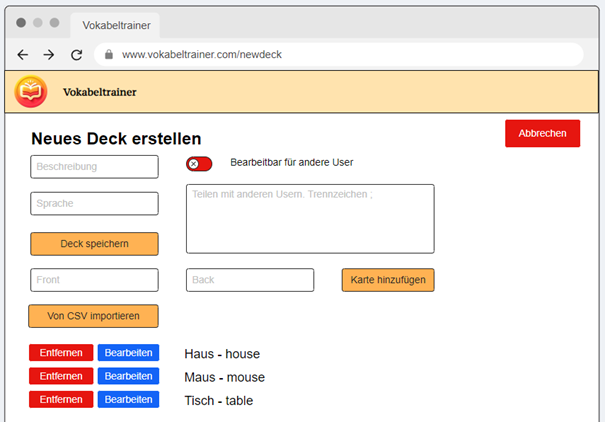 Vokabeltrainer
www.vokabeltrainer.com/newdeck
Vokabeltrainer
Neues Deck erstellen
Abbrechen
Beschreibung
Bearbeitbar für andere User
Sprache
Teilen mit anderen Usern. Trennzeichen ;
Deck speichern
Front
Back
Karte hinzufügen
Von CSV importieren
Entfernen Bearbeiten Haus - house
Entfernen Bearbeiten Maus - mouse
Entfernen Bearbeiten Tisch - table